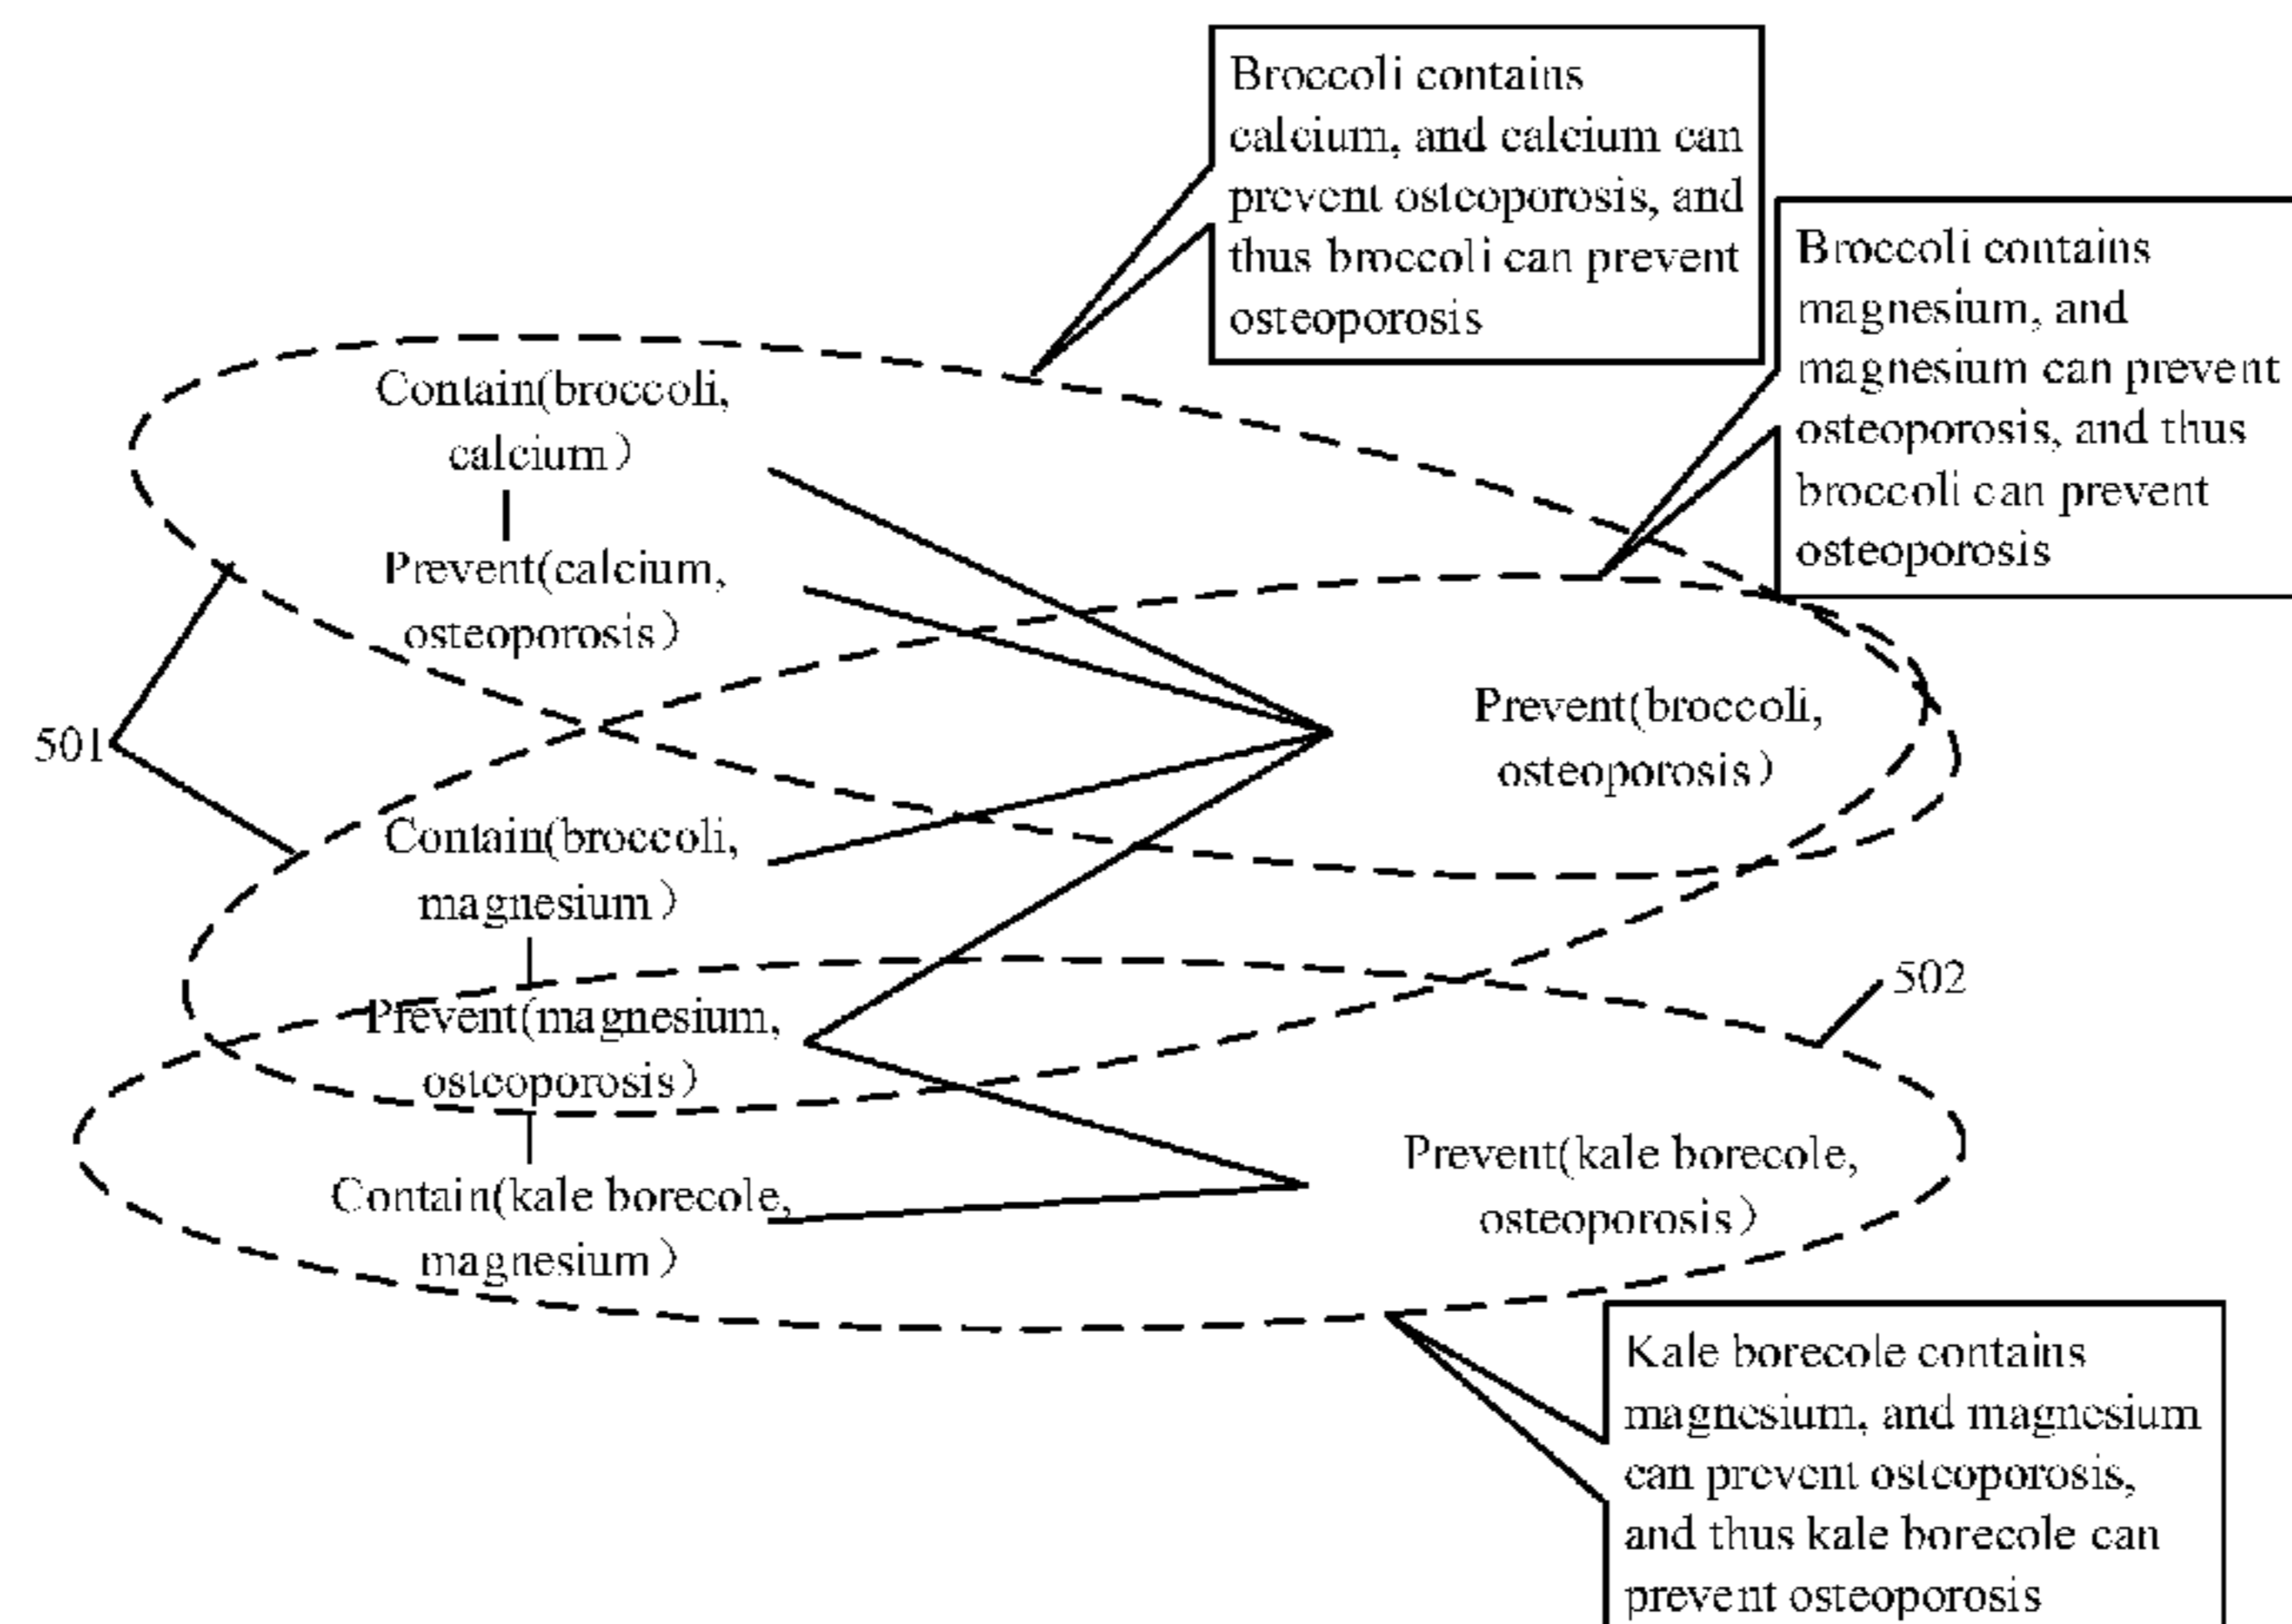 Broccoli contains
calcium, and calcium can
prevent osteoporosis, and
thus broccoli can prevent
osteoporosis
Broccoli contains
magnesium, and
magnesium can prevent
osteoporosis, and thus
broccoli can prevent
osteoporosis
Contain(broccoli,
calcium）
Prevent(calcium,
osteoporosis）
501
Contain(broccoli,
magnesium）
Prevent(magnesium,
osteoporosis）
Contain(kale borecole,
magnesium）
Prevent(broccoli,
osteoporosis）
502
Prevent(kale borecole,
osteoporosis）
Kale borecole contains
magnesium, and magnesium
can prevent osteoporosis,
and thus kale borecole can
prevent osteoporosis